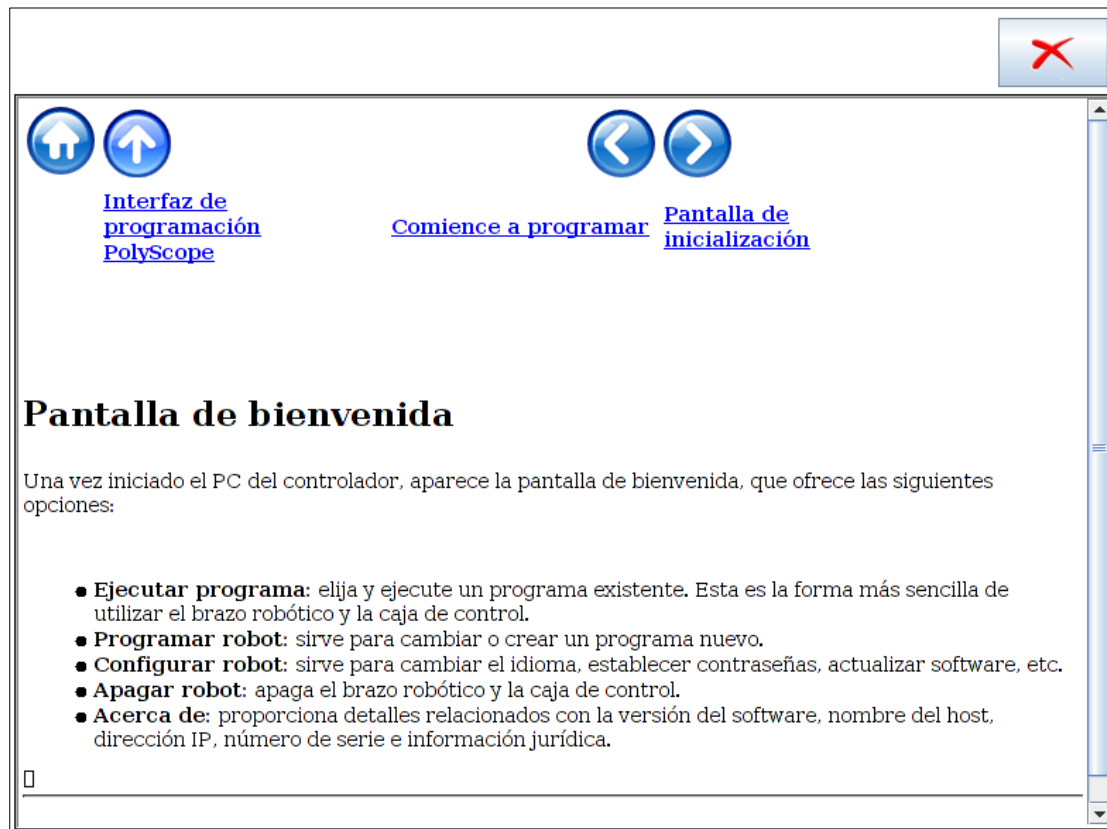 Interfaz de
programación
PolyScope
Comience a programar
Pantalla de
inicialización
Pantalla de bienvenida
Una vez iniciado el PC del controlador, aparece la pantalla de bienvenida, que ofrece las siguientes
opciones:
Ejecutar programa: elija y ejecute un programa existente. Esta es la forma más sencilla de
utilizar el brazo robótico y la caja de control.
Programar robot: sirve para cambiar o crear un programa nuevo.
Configurar robot: sirve para cambiar el idioma, establecer contraseñas, actualizar software, etc.
Apagar robot: apaga el brazo robótico y la caja de control.
Acerca de: proporciona detalles relacionados con la versión del software, nombre del host,
dirección IP, número de serie e información jurídica.